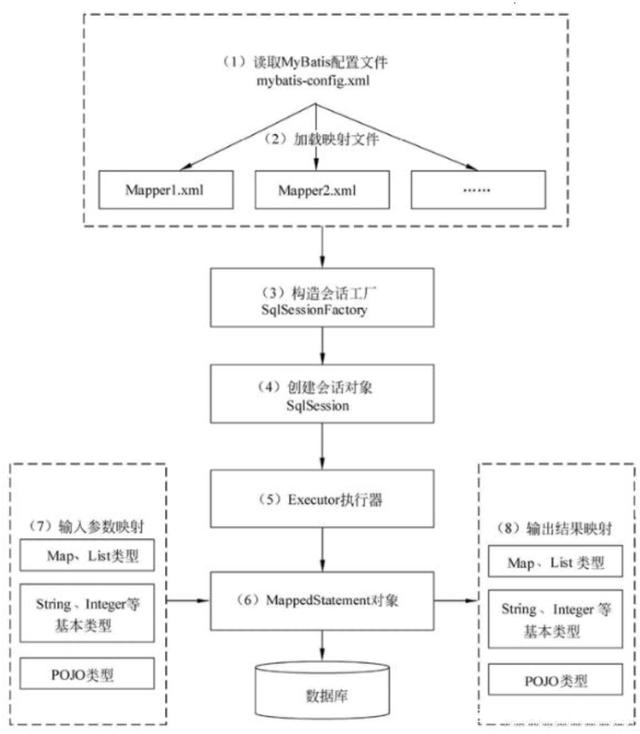 （1）读取MyBatis配置文件
mybatis-config.xml
（2）加载映射文件
Mapper1.xml
Mapper2.xml
……
（3）构造会话工厂
SqlSessionFactory
（4）创建会话对象
SqlSession
（5）Executor执行器
（7）输入参数映射
Map、List类型
String、Integer等
基本类型
POJO类型
（6）MappedStatement对象
数据库
（8）输出结果映射
Map、List 类型
String、Integer 等
基本类型
POJO类型